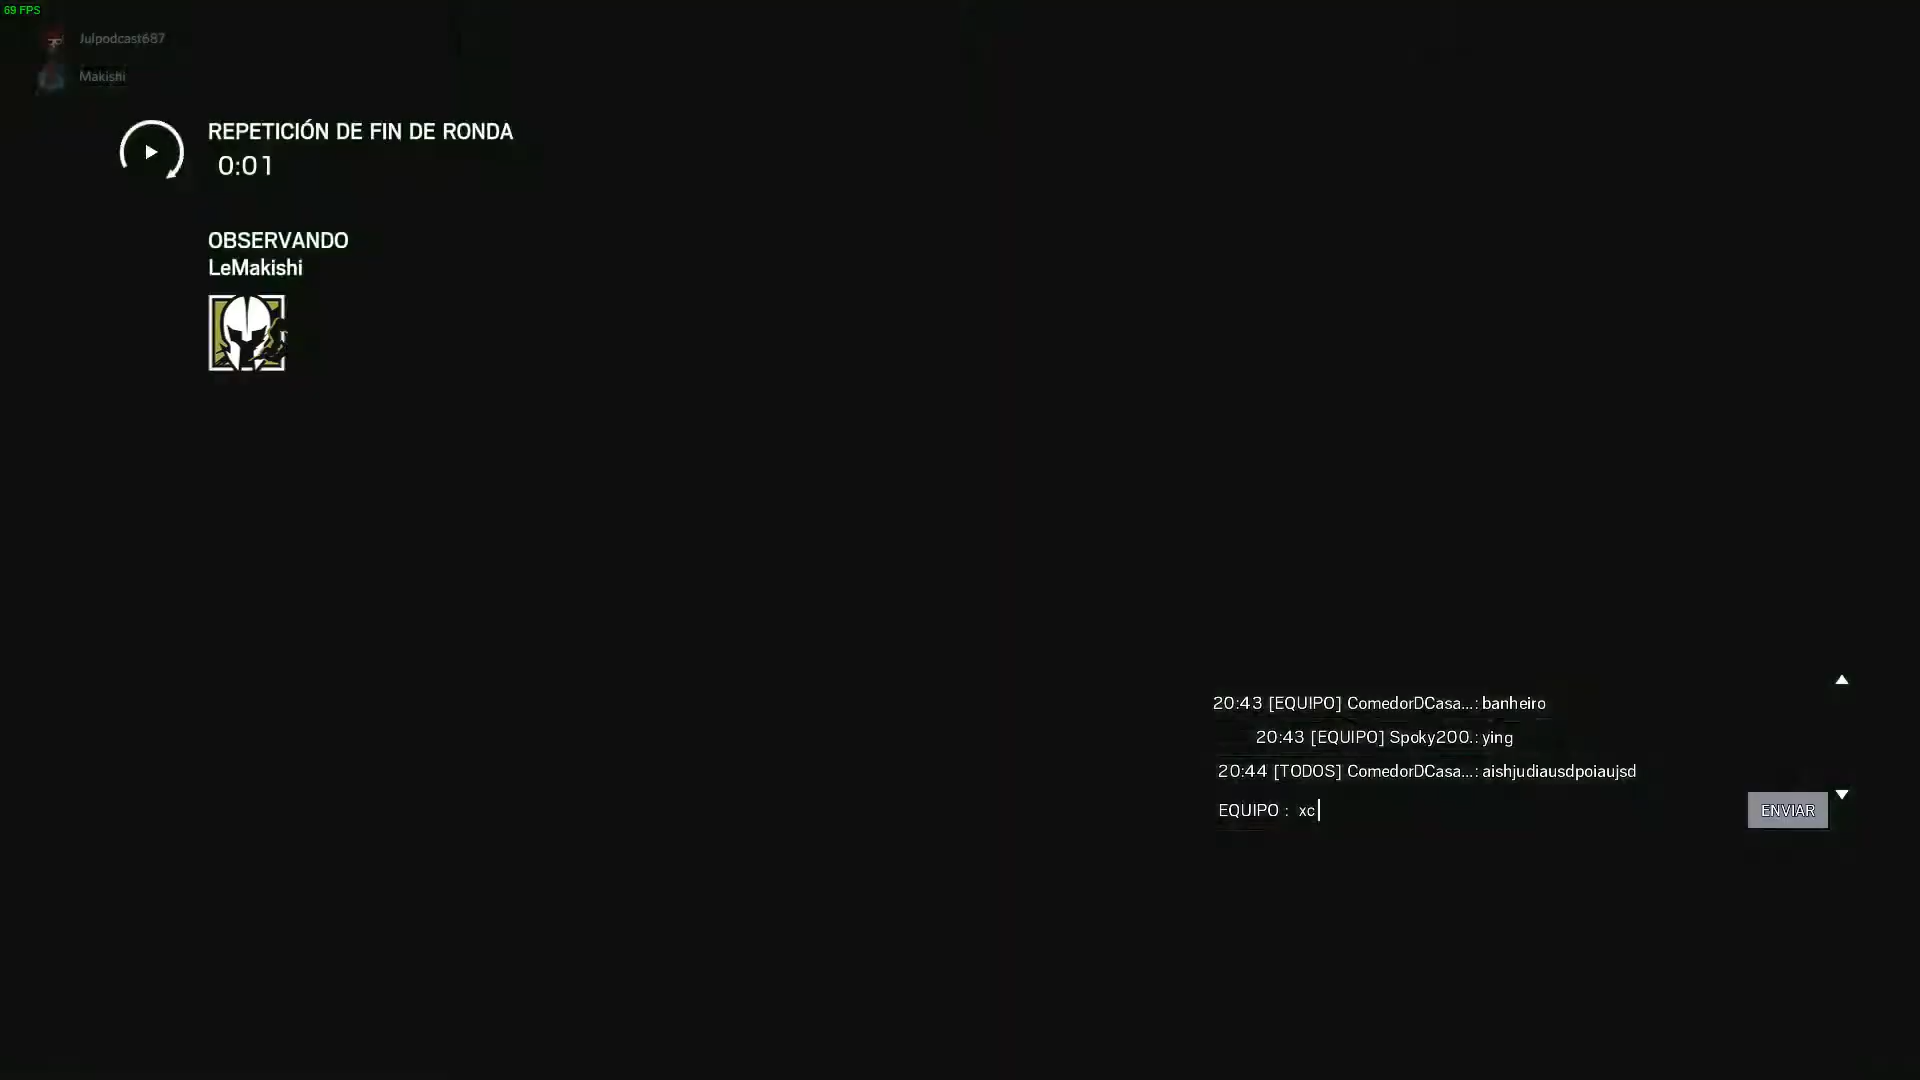 69 FPS
Julpodcast687
Makishi
REPETICIÓN DE FIN DE RONDA
0:01
OBSERVANDO
LeMakishi
20:43 [EQUIPO] ComedorDCasa...: banheiro
20:43 [EQUIPO] Spoky200.: ying
20:44 [TODOS] ComedorDCasa...: aishjudiausdpoiaujsd
EQUIPO : xc
ENVIAR